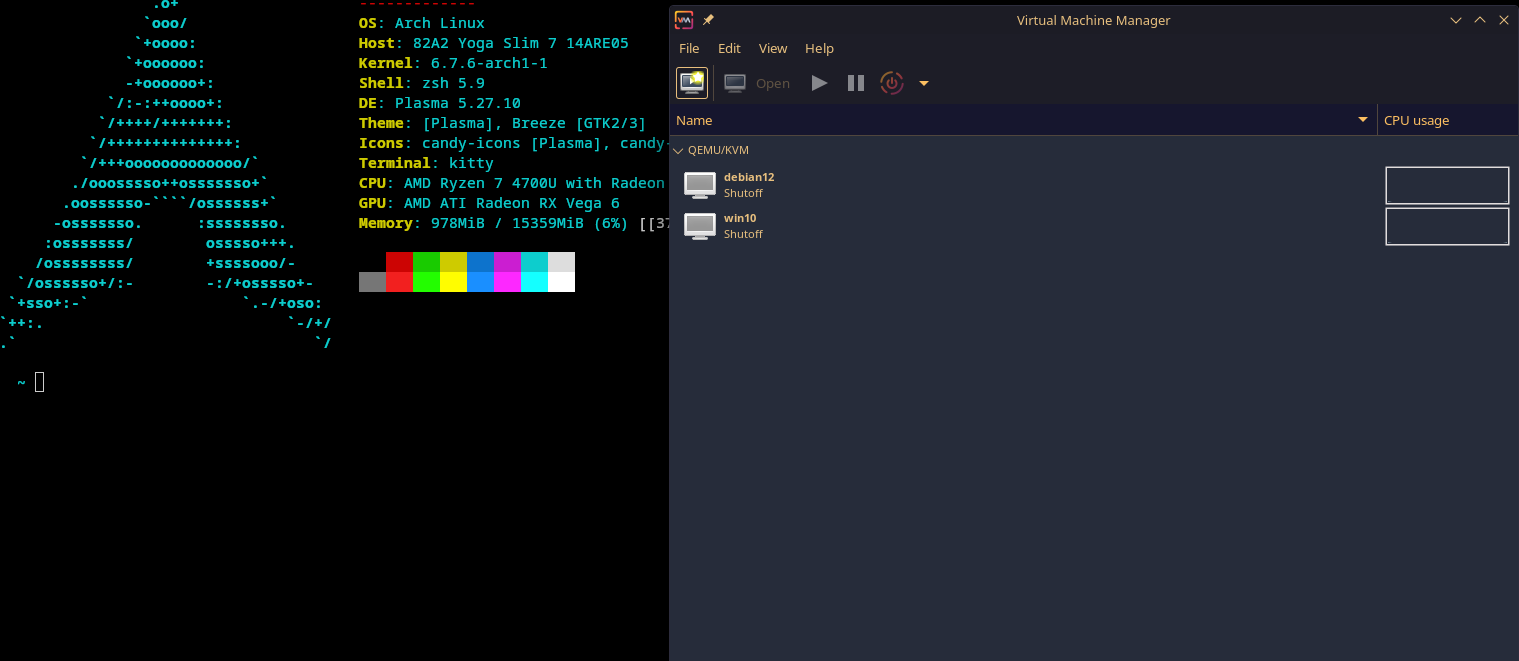 .o+
`ooo/
`+oooo:
`+oooooo:
-+oooooo+:
`/:-:++oooo+:
`/++++/+++++++:
`/++++++++++++++:
`/+++ooooooooooooo/`
./ooosssso++osssssso+`
.oossssso-````/ossssss+`
-osssssso.      :ssssssso.
:osssssss/        osssso+++.
/ossssssss/        +ssssooo/-
`/ossssso+/:-        -:/+osssso+-
`+sso+:-`                 `.-/+oso:
`++:.                           `-/+/
.`                                 `/
-------------
OS: Arch Linux
Host: 82A2 Yoga Slim 7 14ARE05
Kernel: 6.7.6-arch1-1
Shell: zsh 5.9
DE: Plasma 5.27.10
Theme: [Plasma], Breeze [GTK2/3]
Icons: candy-icons [Plasma], candy-
Terminal: kitty
CPU: AMD Ryzen 7 4700U with Radeon
GPU: AMD ATI Radeon RX Vega 6
Memory: 978MiB / 15359MiB (6%) [[37
~
VM
Virtual Machine Manager
File Edit View Help
Open
Name CPU usage
QEMU/KVM
debian12
Shutoff
win10
Shutoff